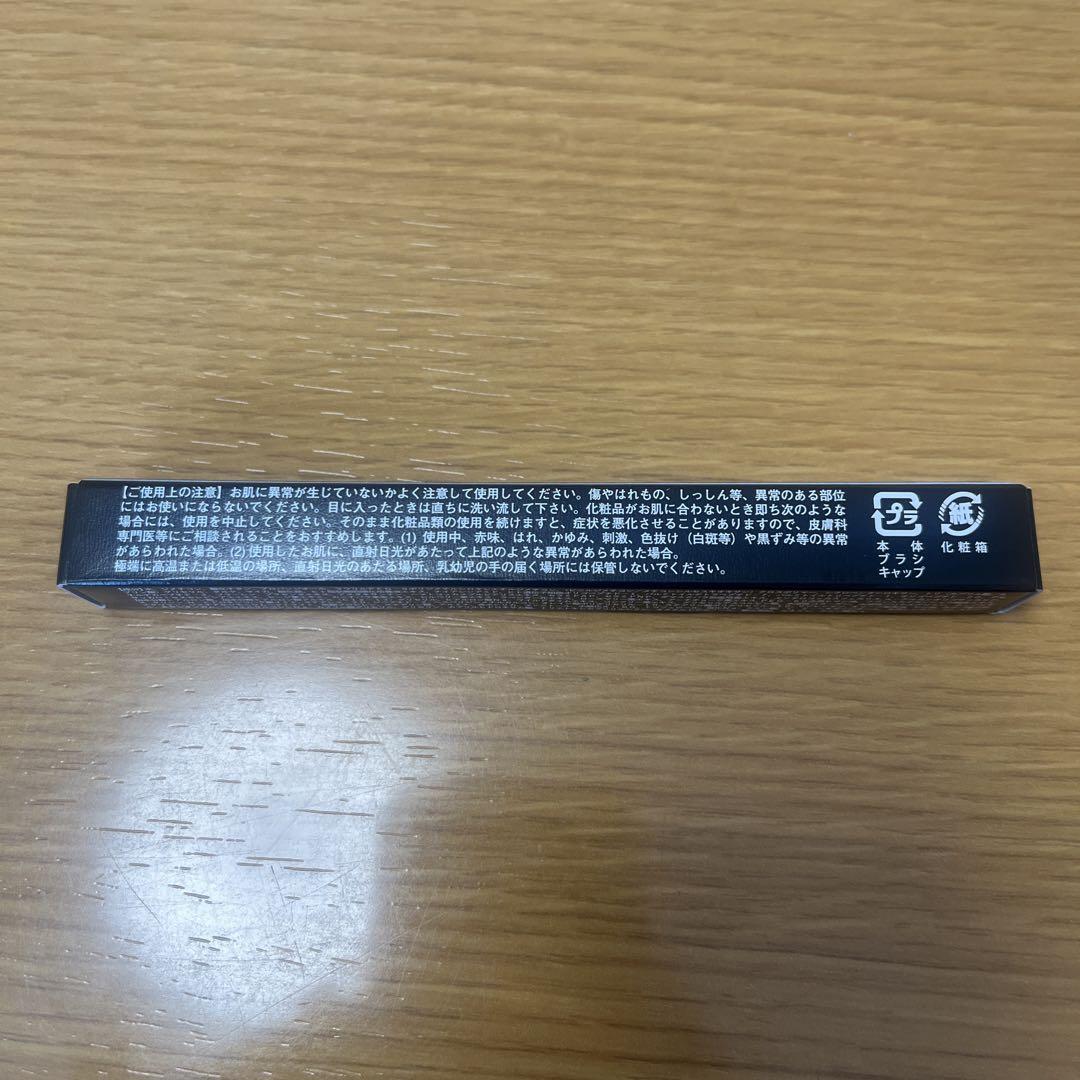 【ご使用上の注意】お肌に異常が生じていないかよく注意して使用してください。傷やはれもの、しっしん等、異常のある部位
にはお使いにならないでください。目に入ったときは直ちに洗い流して下さい。化粧品がお肌に合わないとき即ち次のような
場合には、使用を中止してください。そのまま化粧品類の使用を続けますと、症状を悪化させることがありますので、皮膚科
専門医等にご相談されることをおすすめします。(1) 使用中、赤味、はれ、かゆみ、刺激、色抜け（白斑等）や黒ずみ等の異常
があらわれた場合。(2)使用したお肌に、直射日光があたって上記のような異常があらわれた場合。
極端に高温または低温の場所、直射日光のあたる場所、乳幼児の手の届く場所には保管しないでください。
プラ
本体
ブラシ
キャップ
紙
化粧箱